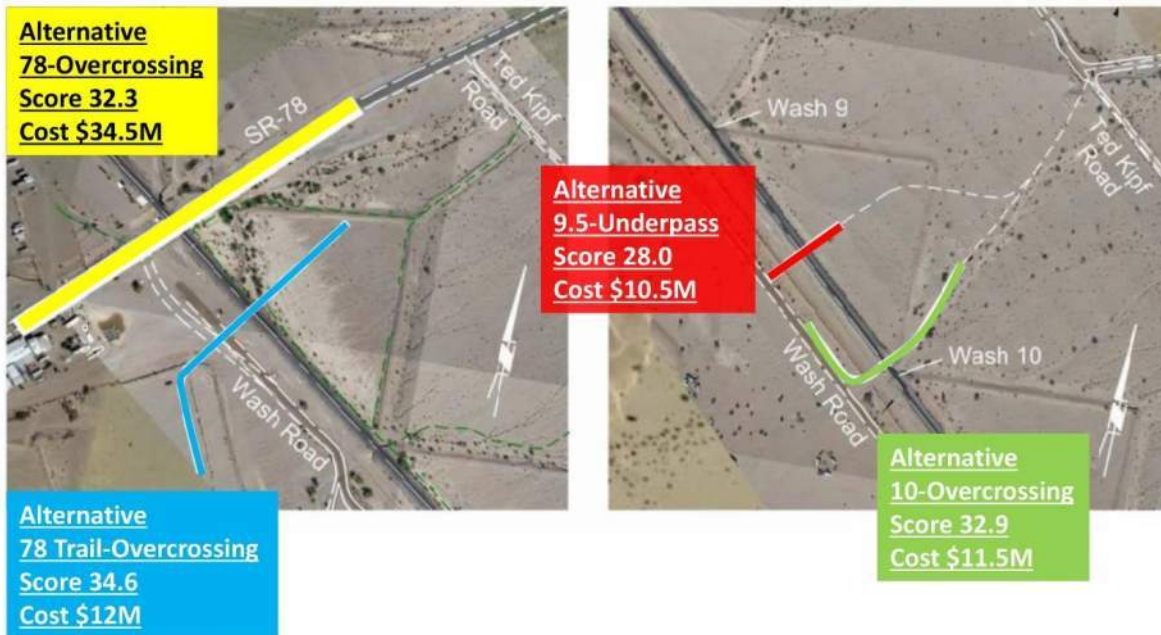 Alternative
78-Overcrossing
Score 32.3
Cost $34.5M
SR-78
Ted Kipf
Road
Wash Road
Alternative
78 Trail-Overcrossing
Score 34.6
Cost $12M
Wash 9
Ted Kipf
Road
Alternative
9.5-Underpass
Score 28.0
Cost $10.5M
Wash 10
Wash Road
Alternative
10-Overcrossing
Score 32.9
Cost $11.5M